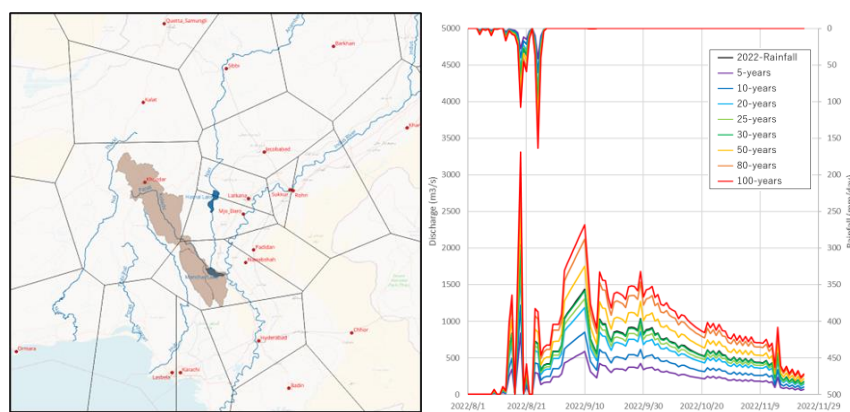 Quetta_Samungli
Barkhan
Sibbi
Kalat
Jacobabad
Khuzdar
Larkana
Sukkur
Rohri
Padidan
Nawabshah
Hyderabad
Chhor
Ormara
Karachi
Lasbela
Badin
5000
4500
4000
3500
3000
2500
2000
1500
1000
500
0
Discharge (m3/s)
2022-Rainfall
5-years
10-years
20-years
25-years
30-years
50-years
80-years
100-years
0
50
100
150
200
250
300
350
400
450
500
Rainfall (mm/day)
2022/8/1
2022/8/21
2022/9/10
2022/9/30
2022/10/20
2022/11/9
2022/11/29